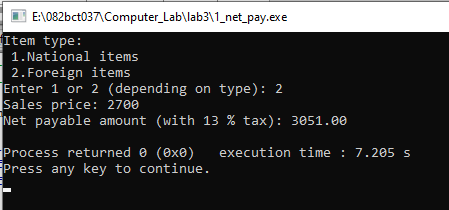 E:\082bct037\Computer_Lab\lab3\1_net_pay.exe
Item type:
 1.National items
 2.Foreign items
Enter 1 or 2 (depending on type): 2
Sales price: 2700
Net payable amount (with 13 % tax): 3051.00
Process returned 0 (0x0)   execution time : 7.205 s
Press any key to continue.